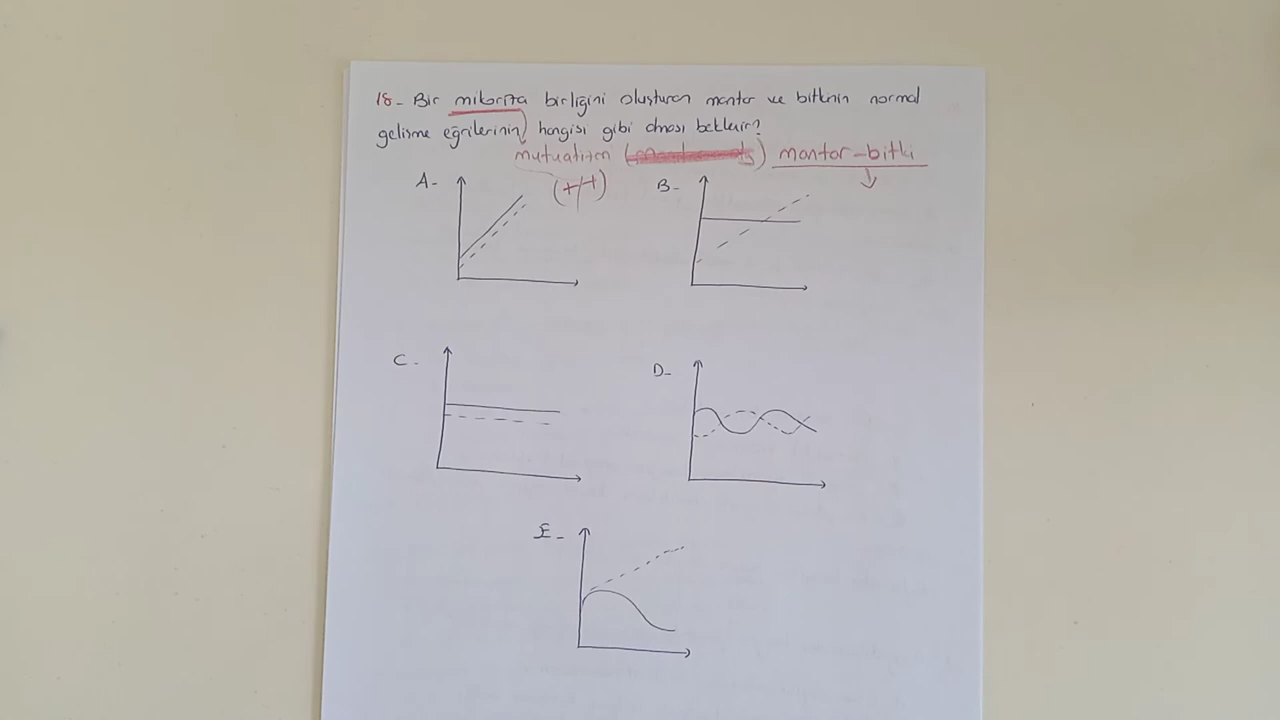 18- Bir mikoriza birliğini oluşturan mantar ve bitkinin normal
gelişme eğrilerinin hangisi gibi olması beklenir?
mutualizm ( ) mantar-bitki
(+/+)
A-
B-
C-
D-
E-